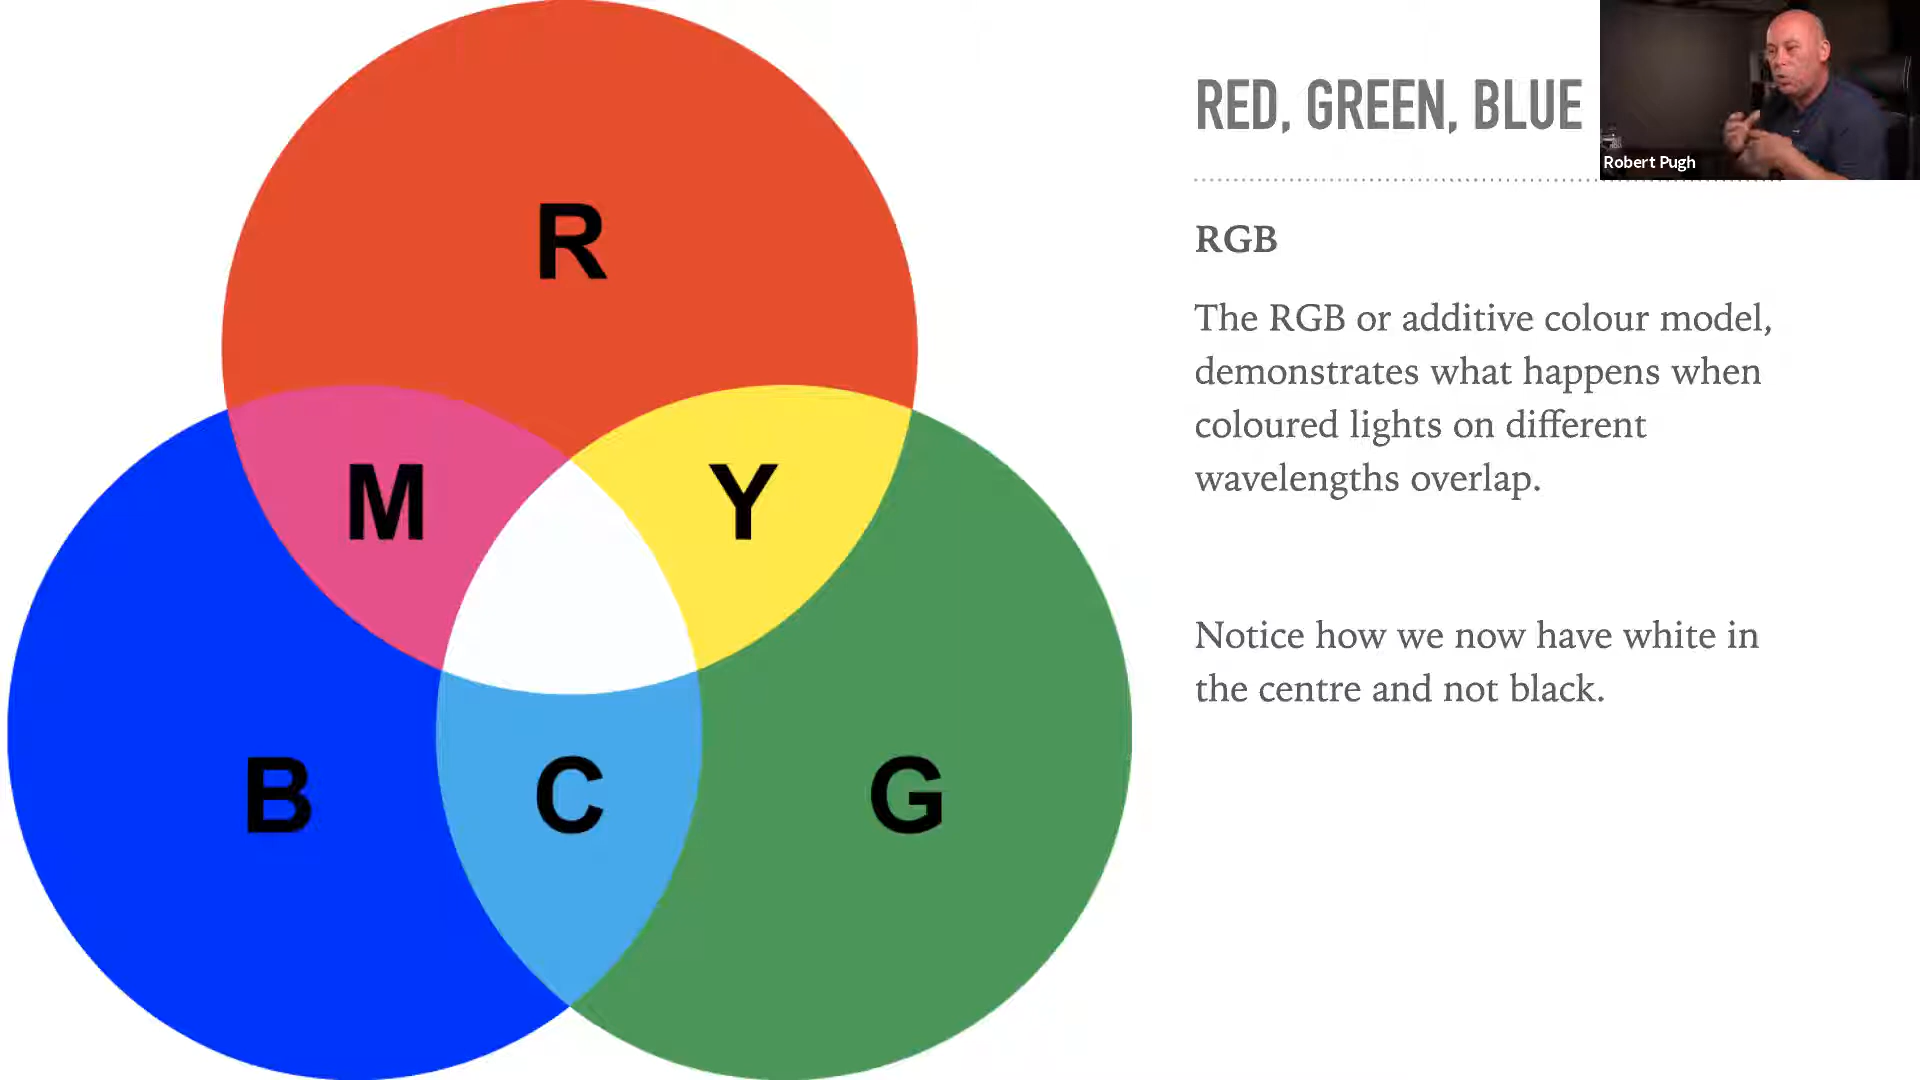 RED, GREEN, BLUE
Robert Pugh
RGB
The RGB or additive colour model,
demonstrates what happens when
coloured lights on different
wavelengths overlap.
Notice how we now have white in
the centre and not black.
R
M
Y
B
C
G